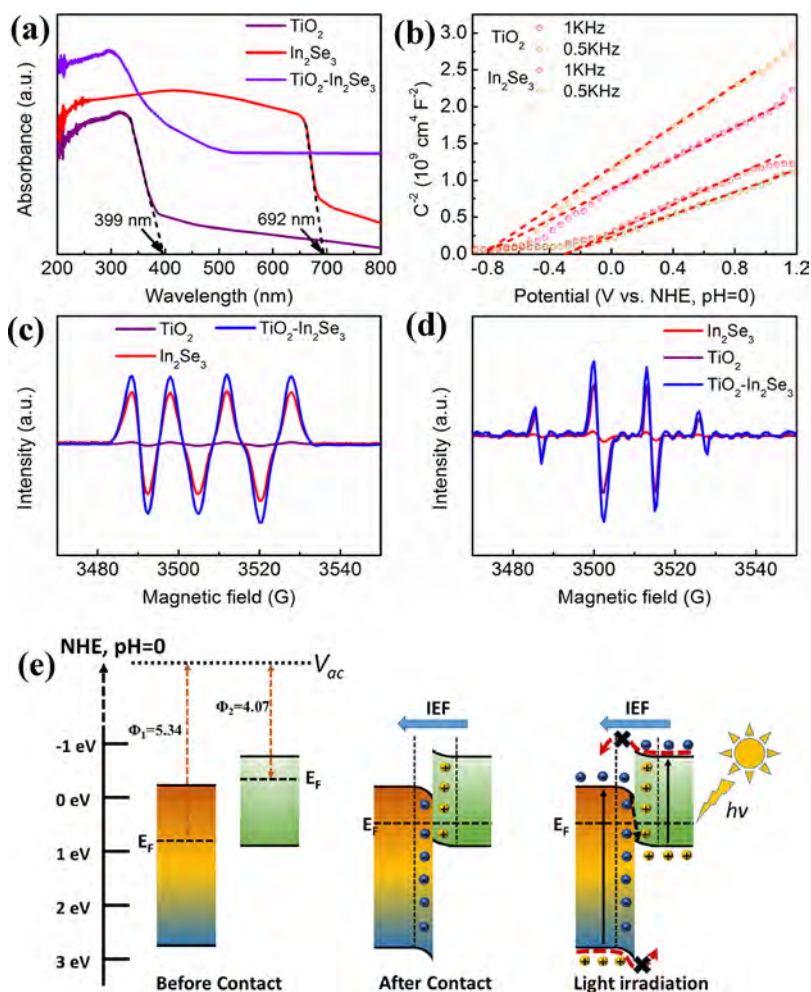 (a)
TiO2
In2Se3
TiO2-In2Se3
399 nm
692 nm
Absorbance (a.u.)
200 300 400 500 600 700 800
Wavelength (nm)
(b)
TiO2
1KHz
0.5KHz
In2Se3
1KHz
0.5KHz
C-2 (10^9 cm4 F-2)
3.0
2.5
2.0
1.5
1.0
0.5
0.0
-0.8 -0.4 0.0 0.4 0.8 1.2
Potential (V vs. NHE, pH=0)
(c)
TiO2
TiO2-In2Se3
In2Se3
Intensity (a.u.)
3480 3500 3520 3540
Magnetic field (G)
(d)
In2Se3
TiO2
TiO2-In2Se3
Intensity (a.u.)
3480 3500 3520 3540
Magnetic field (G)
(e)
NHE, pH=0
Vac
Φ1=5.34
Φ2=4.07
IEF
IEF
-1 eV
0 eV
1 eV
2 eV
3 eV
EF
EF
EF
EF
hν
Before Contact
After Contact
Light irradiation